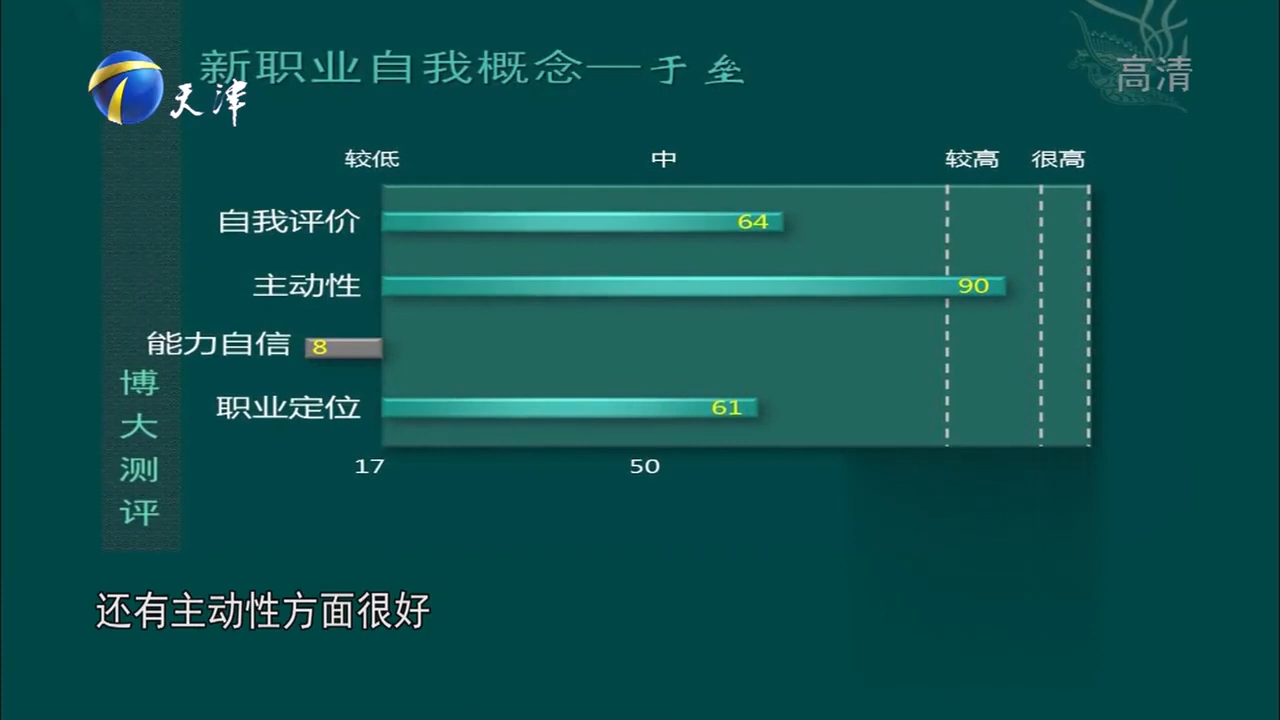 新职业自我概念—于垒
天津
高清
较低 中 较高 很高
自我评价 64
主动性 90
能力自信 8
职业定位 61
17 50
博大测评
还有主动性方面很好